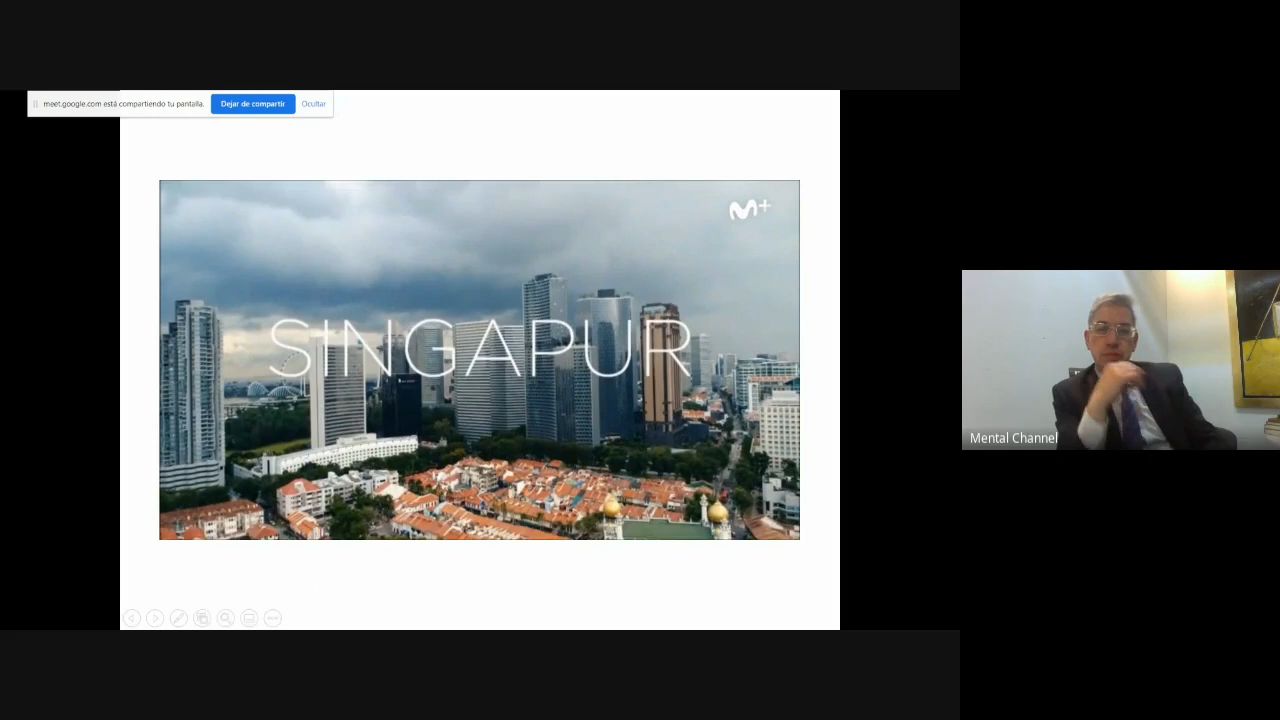 meet.google.com está compartiendo tu pantalla.
Dejar de compartir
Ocultar
M+
SINGAPUR
Mental Channel